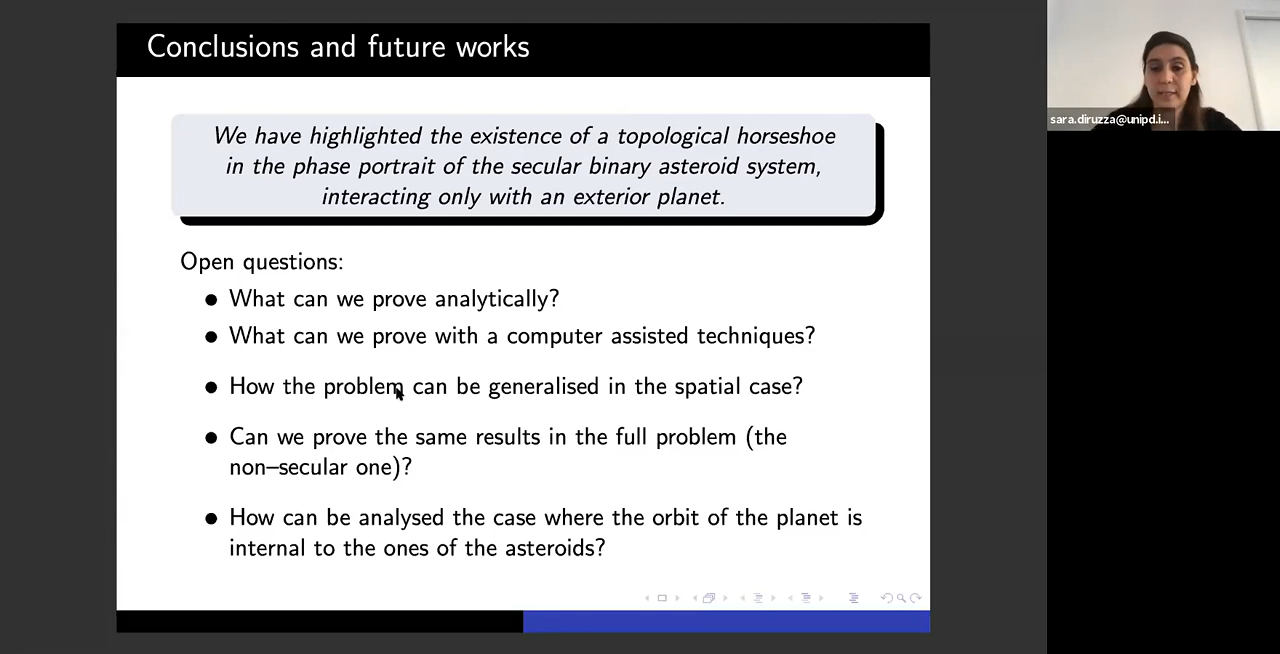 Conclusions and future works
We have highlighted the existence of a topological horseshoe
in the phase portrait of the secular binary asteroid system,
interacting only with an exterior planet.
Open questions:
● What can we prove analytically?
● What can we prove with a computer assisted techniques?
● How the problem can be generalised in the spatial case?
● Can we prove the same results in the full problem (the
non–secular one)?
● How can be analysed the case where the orbit of the planet is
internal to the ones of the asteroids?
sara.diruzza@unipd.i...